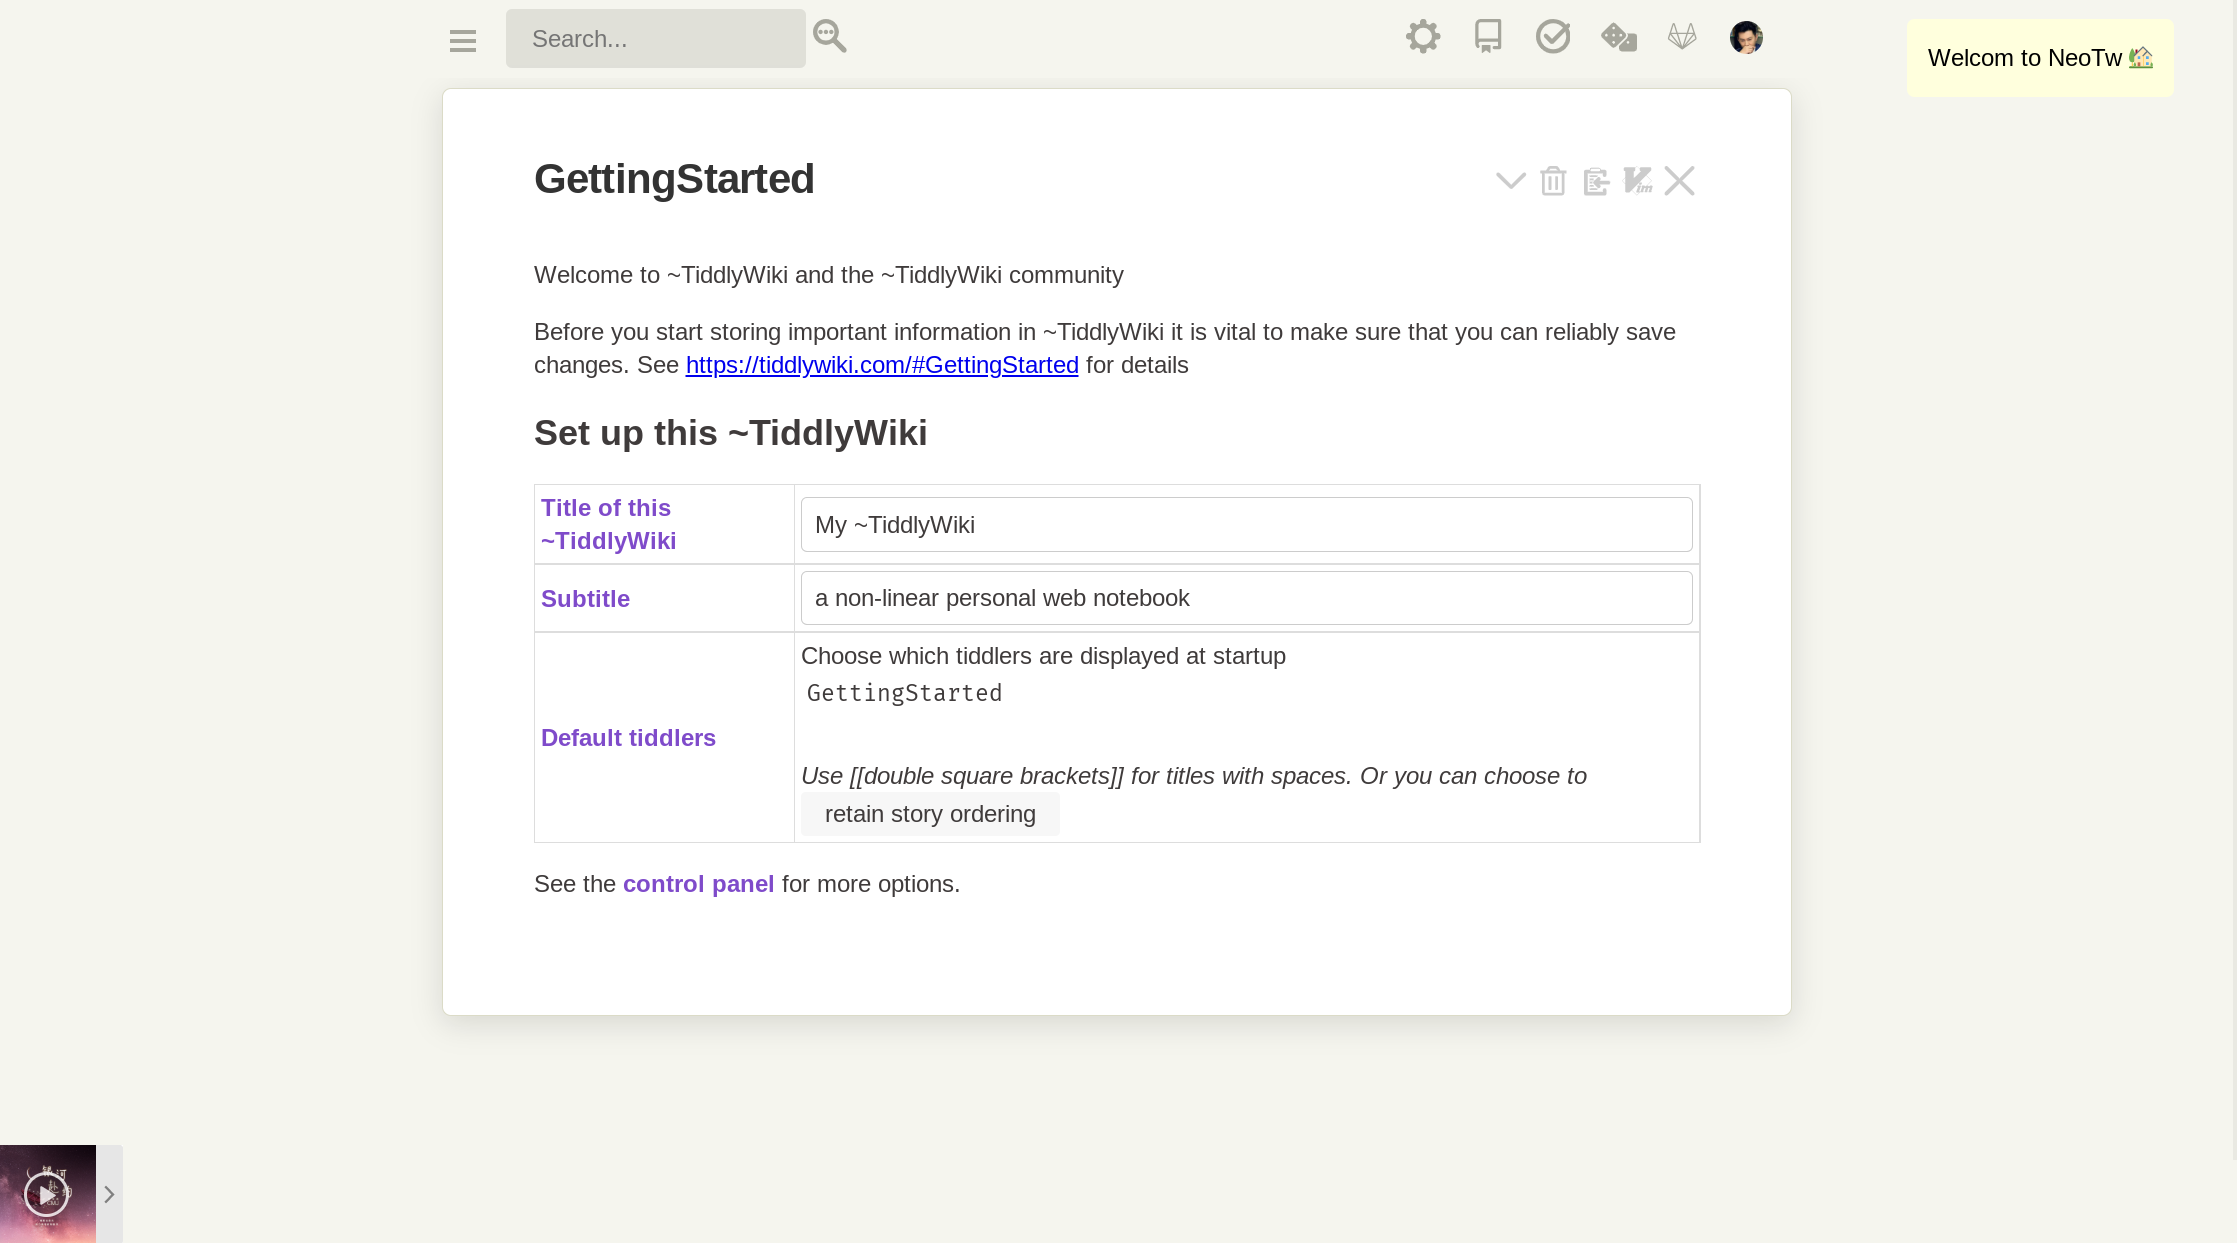 Search...
Welcom to NeoTw 🏡
GettingStarted
Vim
Welcome to ~TiddlyWiki and the ~TiddlyWiki community
Before you start storing important information in ~TiddlyWiki it is vital to make sure that you can reliably save
changes. See https://tiddlywiki.com/#GettingStarted for details
Set up this ~TiddlyWiki
Title of this
~TiddlyWiki
My ~TiddlyWiki
Subtitle
a non-linear personal web notebook
Default tiddlers
Choose which tiddlers are displayed at startup
GettingStarted
Use [[double square brackets]] for titles with spaces. Or you can choose to
retain story ordering
See the control panel for more options.